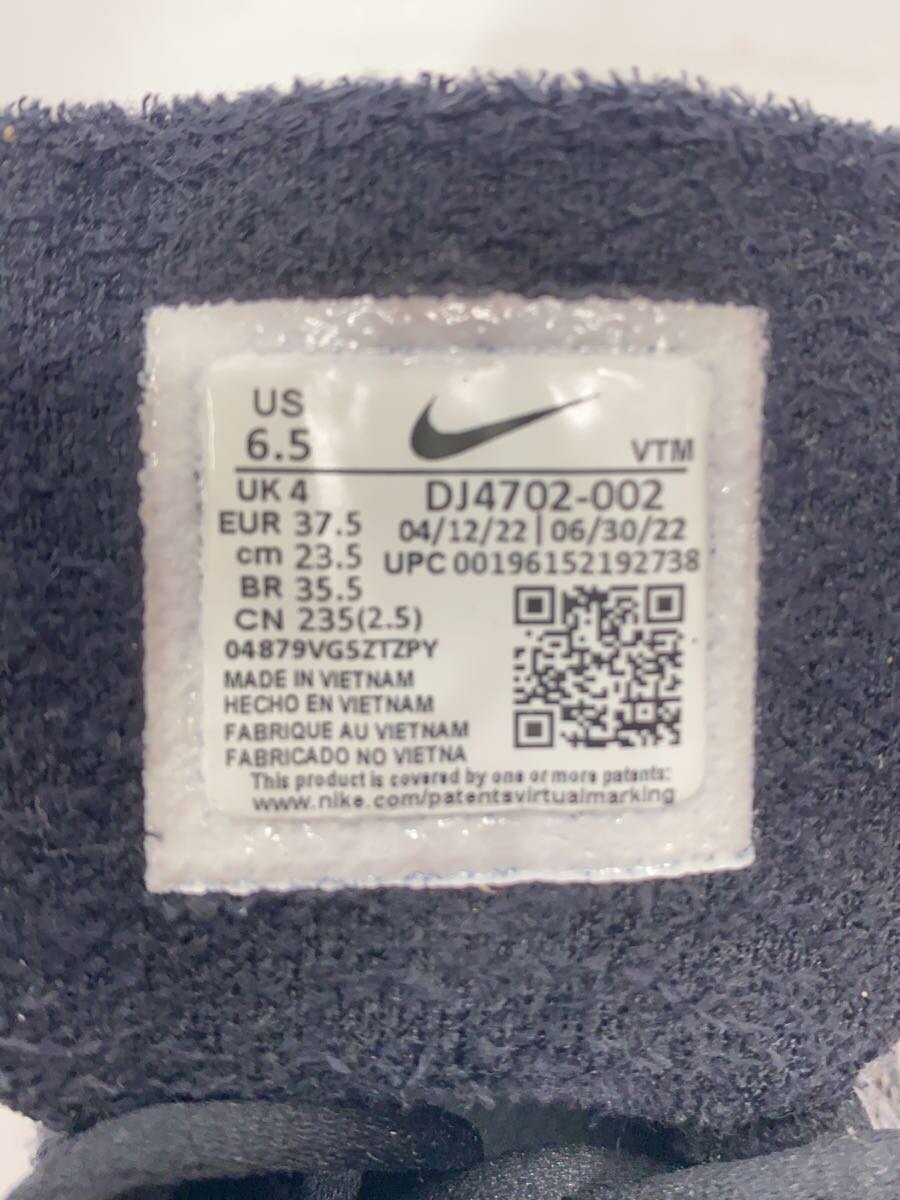 US
6.5
VTM
UK 4
DJ4702-002
EUR 37.5
04/12/22 | 06/30/22
cm 23.5
UPC 00196152192738
BR 35.5
CN 235(2.5)
04879VG5ZTZPY
MADE IN VIETNAM
HECHO EN VIETNAM
FABRIQUE AU VIETNAM
FABRICADO NO VIETNA
This product is covered by one or more patents:
www.nike.com/patentsvirtualmarking